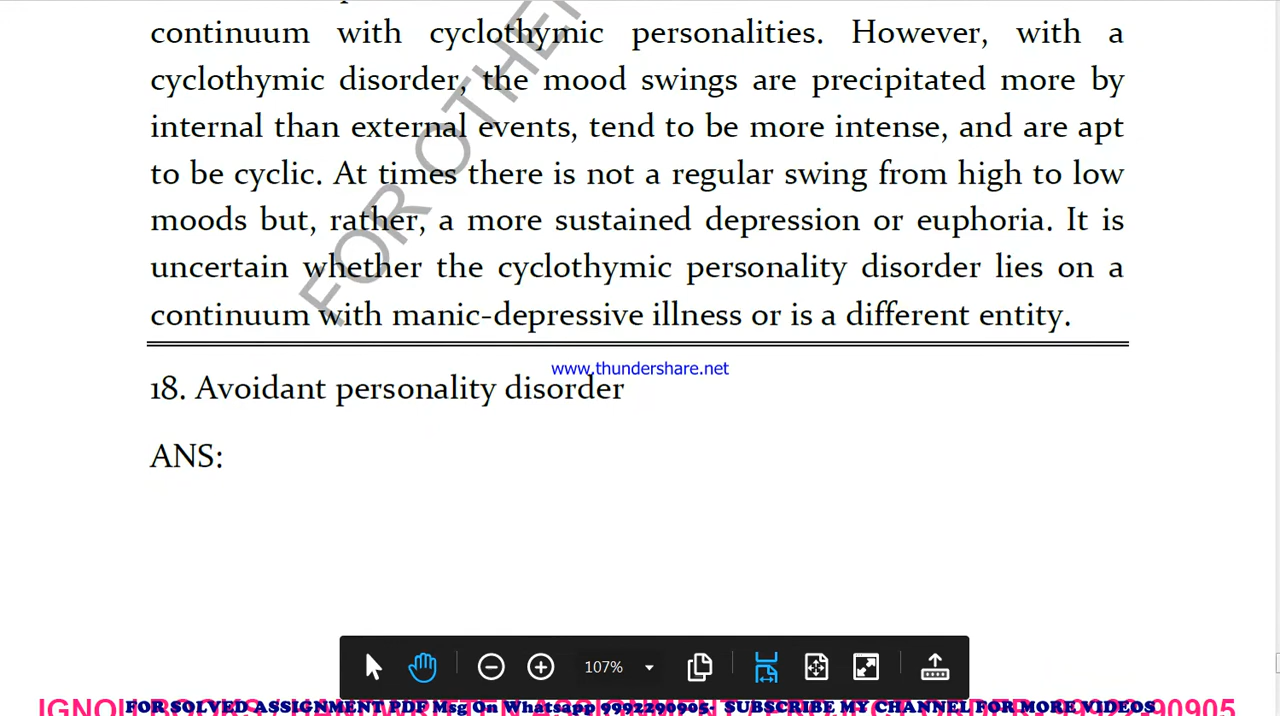 continuum with cyclothymic personalities. However, with a
cyclothymic disorder, the mood swings are precipitated more by
internal than external events, tend to be more intense, and are apt
to be cyclic. At times there is not a regular swing from high to low
moods but, rather, a more sustained depression or euphoria. It is
uncertain whether the cyclothymic personality disorder lies on a
continuum with manic-depressive illness or is a different entity.
FOR OTHER
www.thundershare.net
18. Avoidant personality disorder
ANS:
107%
FOR SOLVED ASSIGNMENT PDF Msg On Whatsapp 9992290905- SUBSCRIBE MY CHANNEL FOR MORE VIDEOS